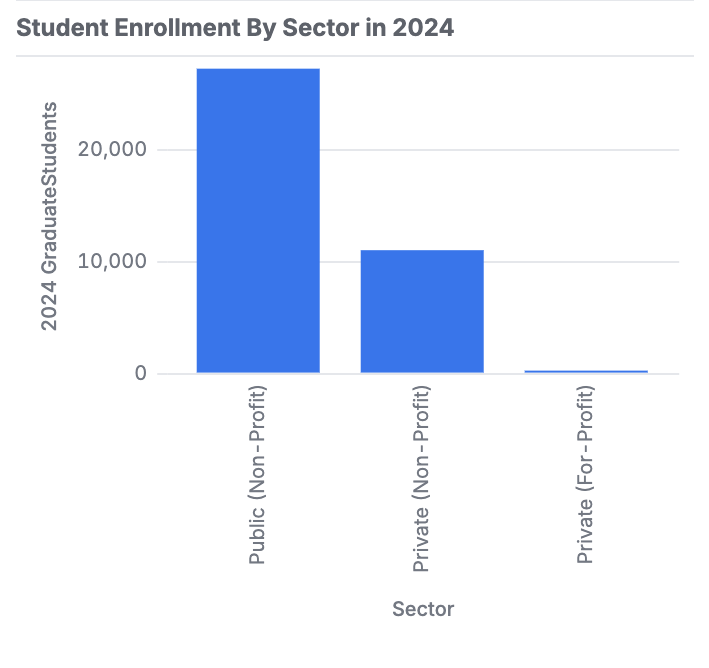 Student Enrollment By Sector in 2024
2024 GraduateStudents
20,000
10,000
0
Public (Non-Profit)
Private (Non-Profit)
Private (For-Profit)
Sector